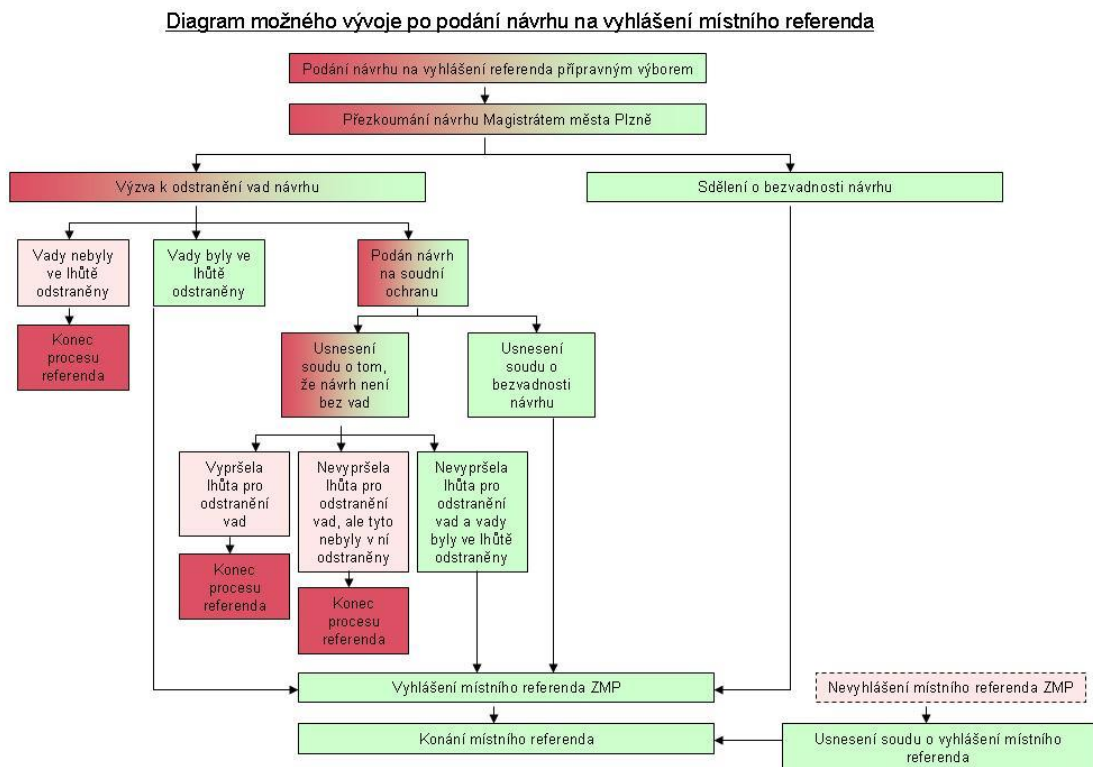 Diagram možného vývoje po podání návrhu na vyhlášení místního referenda
Podání návrhu na vyhlášení referenda přípravným výborem
Přezkoumání návrhu Magistrátem města Plzně
Výzva k odstranění vad návrhu
Sdělení o bezvadnosti návrhu
Vady nebyly
ve lhůtě
odstraněny
Vady byly ve
lhůtě
odstraněny
Podán návrh
na soudní
ochranu
Konec
procesu
referenda
Usnesení
soudu o tom,
že návrh není
bez vad
Usnesení
soudu o
bezvadnosti
návrhu
Vypršela
lhůta pro
odstranění
vad
Nevypršela
lhůta pro
odstranění
vad, ale tyto
nebyly v ní
odstraněny
Nevypršela
lhůta pro
odstranění
vad a vady
byly ve lhůtě
odstraněny
Konec
procesu
referenda
Konec
procesu
referenda
Vyhlášení místního referenda ZMP
Nevyhlášení místního referenda ZMP
Konání místního referenda
Usnesení soudu o vyhlášení místního
referenda